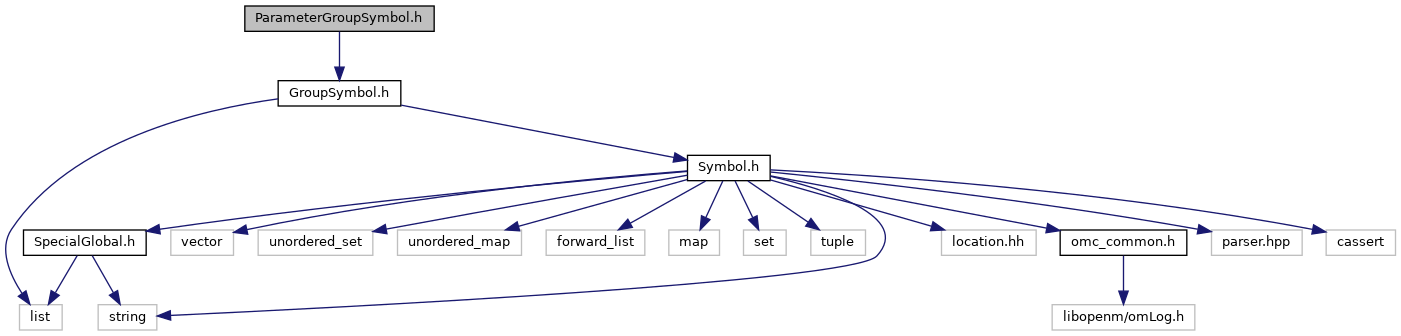 ParameterGroupSymbol.h
GroupSymbol.h
Symbol.h
SpecialGlobal.h
vector
unordered_set
unordered_map
forward_list
map
set
tuple
location.hh
omc_common.h
parser.hpp
cassert
list
string
libopenm/omLog.h